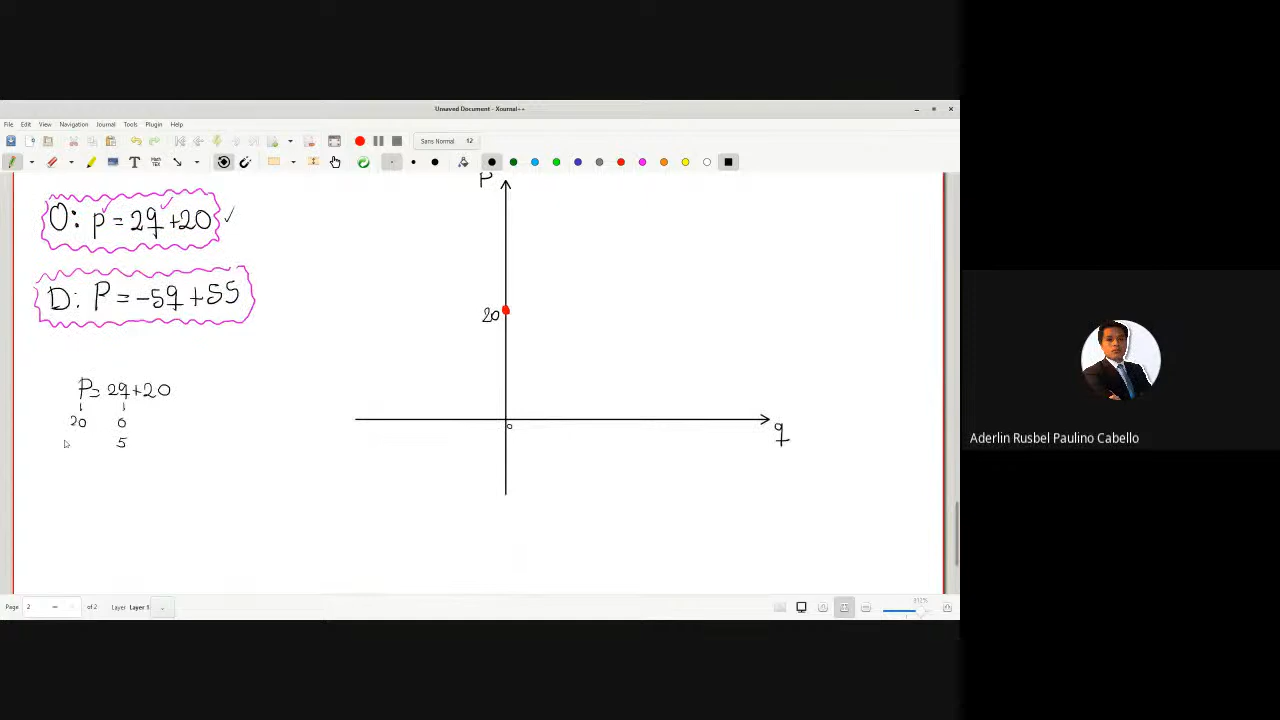 Unsaved Document - Xournal++
File Edit View Navigation Journal Tools Plugin Help
Sans Normal 12
P
O: p = 2q +20 ✓
D: P = -5q + 55
20
P= 2q+20
20 0
5
0
q
Aderlin Rusbel Paulino Cabello
Page 2 of 2 Layer Layer 1
312%